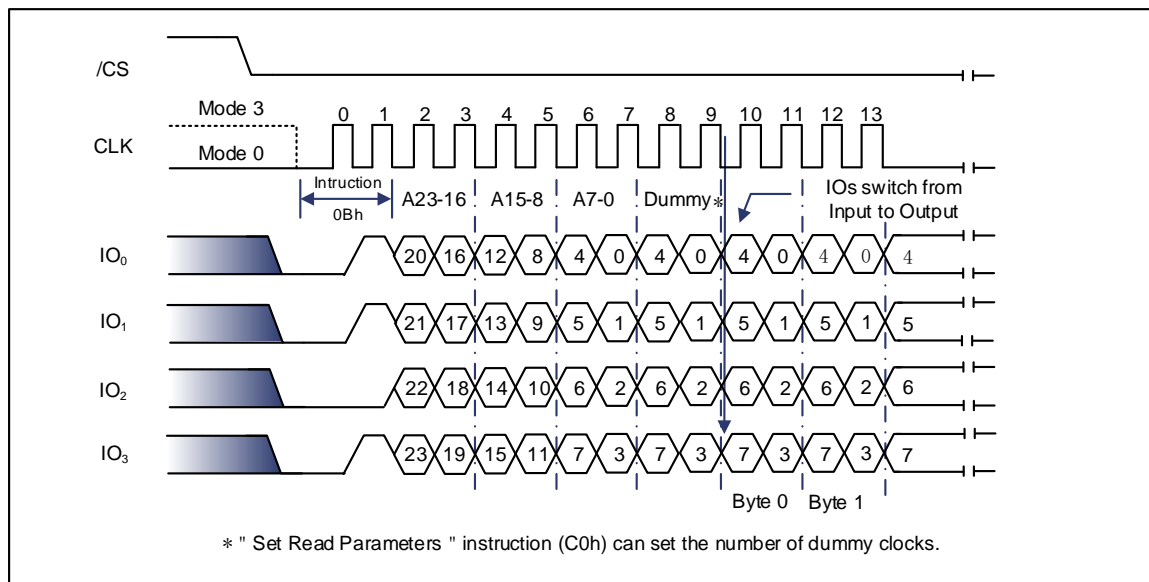 /CS
Mode 3
0 1 2 3 4 5 6 7 8 9 10 11 12 13
CLK
Mode 0
Intruction
0Bh
A23-16 A15-8 A7-0 Dummy*
IOs switch from
Input to Output
IO0 20 16 12 8 4 0 4 0 4 0 4 0 4
IO1 21 17 13 9 5 1 5 1 5 1 5 1 5
IO2 22 18 14 10 6 2 6 2 6 2 6 2 6
IO3 23 19 15 11 7 3 7 3 7 3 7 3 7
Byte 0 Byte 1
* " Set Read Parameters " instruction (C0h) can set the number of dummy clocks.